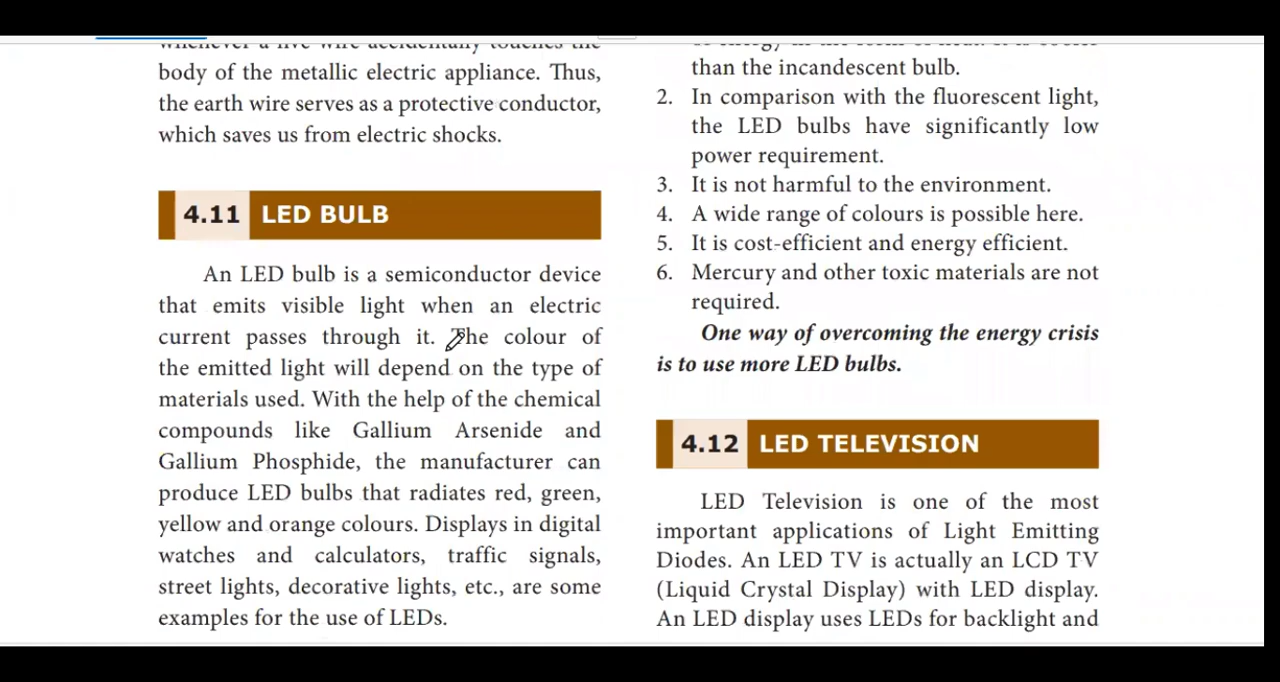 body of the metallic electric appliance. Thus,
the earth wire serves as a protective conductor,
which saves us from electric shocks.
4.11 LED BULB
An LED bulb is a semiconductor device
that emits visible light when an electric
current passes through it. The colour of
the emitted light will depend on the type of
materials used. With the help of the chemical
compounds like Gallium Arsenide and
Gallium Phosphide, the manufacturer can
produce LED bulbs that radiates red, green,
yellow and orange colours. Displays in digital
watches and calculators, traffic signals,
street lights, decorative lights, etc., are some
examples for the use of LEDs.
than the incandescent bulb.
2. In comparison with the fluorescent light,
the LED bulbs have significantly low
power requirement.
3. It is not harmful to the environment.
4. A wide range of colours is possible here.
5. It is cost-efficient and energy efficient.
6. Mercury and other toxic materials are not
required.
One way of overcoming the energy crisis
is to use more LED bulbs.
4.12 LED TELEVISION
LED Television is one of the most
important applications of Light Emitting
Diodes. An LED TV is actually an LCD TV
(Liquid Crystal Display) with LED display.
An LED display uses LEDs for backlight and